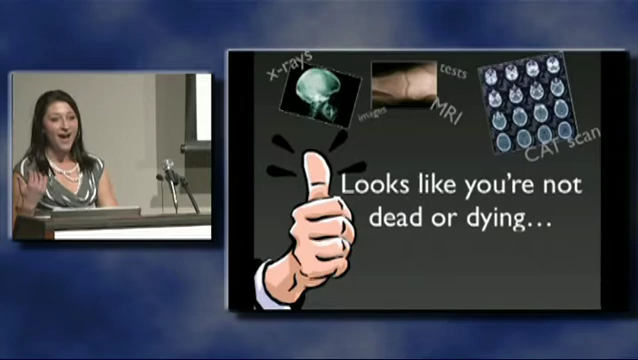 x-rays
images
tests
MRI
CAT scan
Looks like you're not
dead or dying...